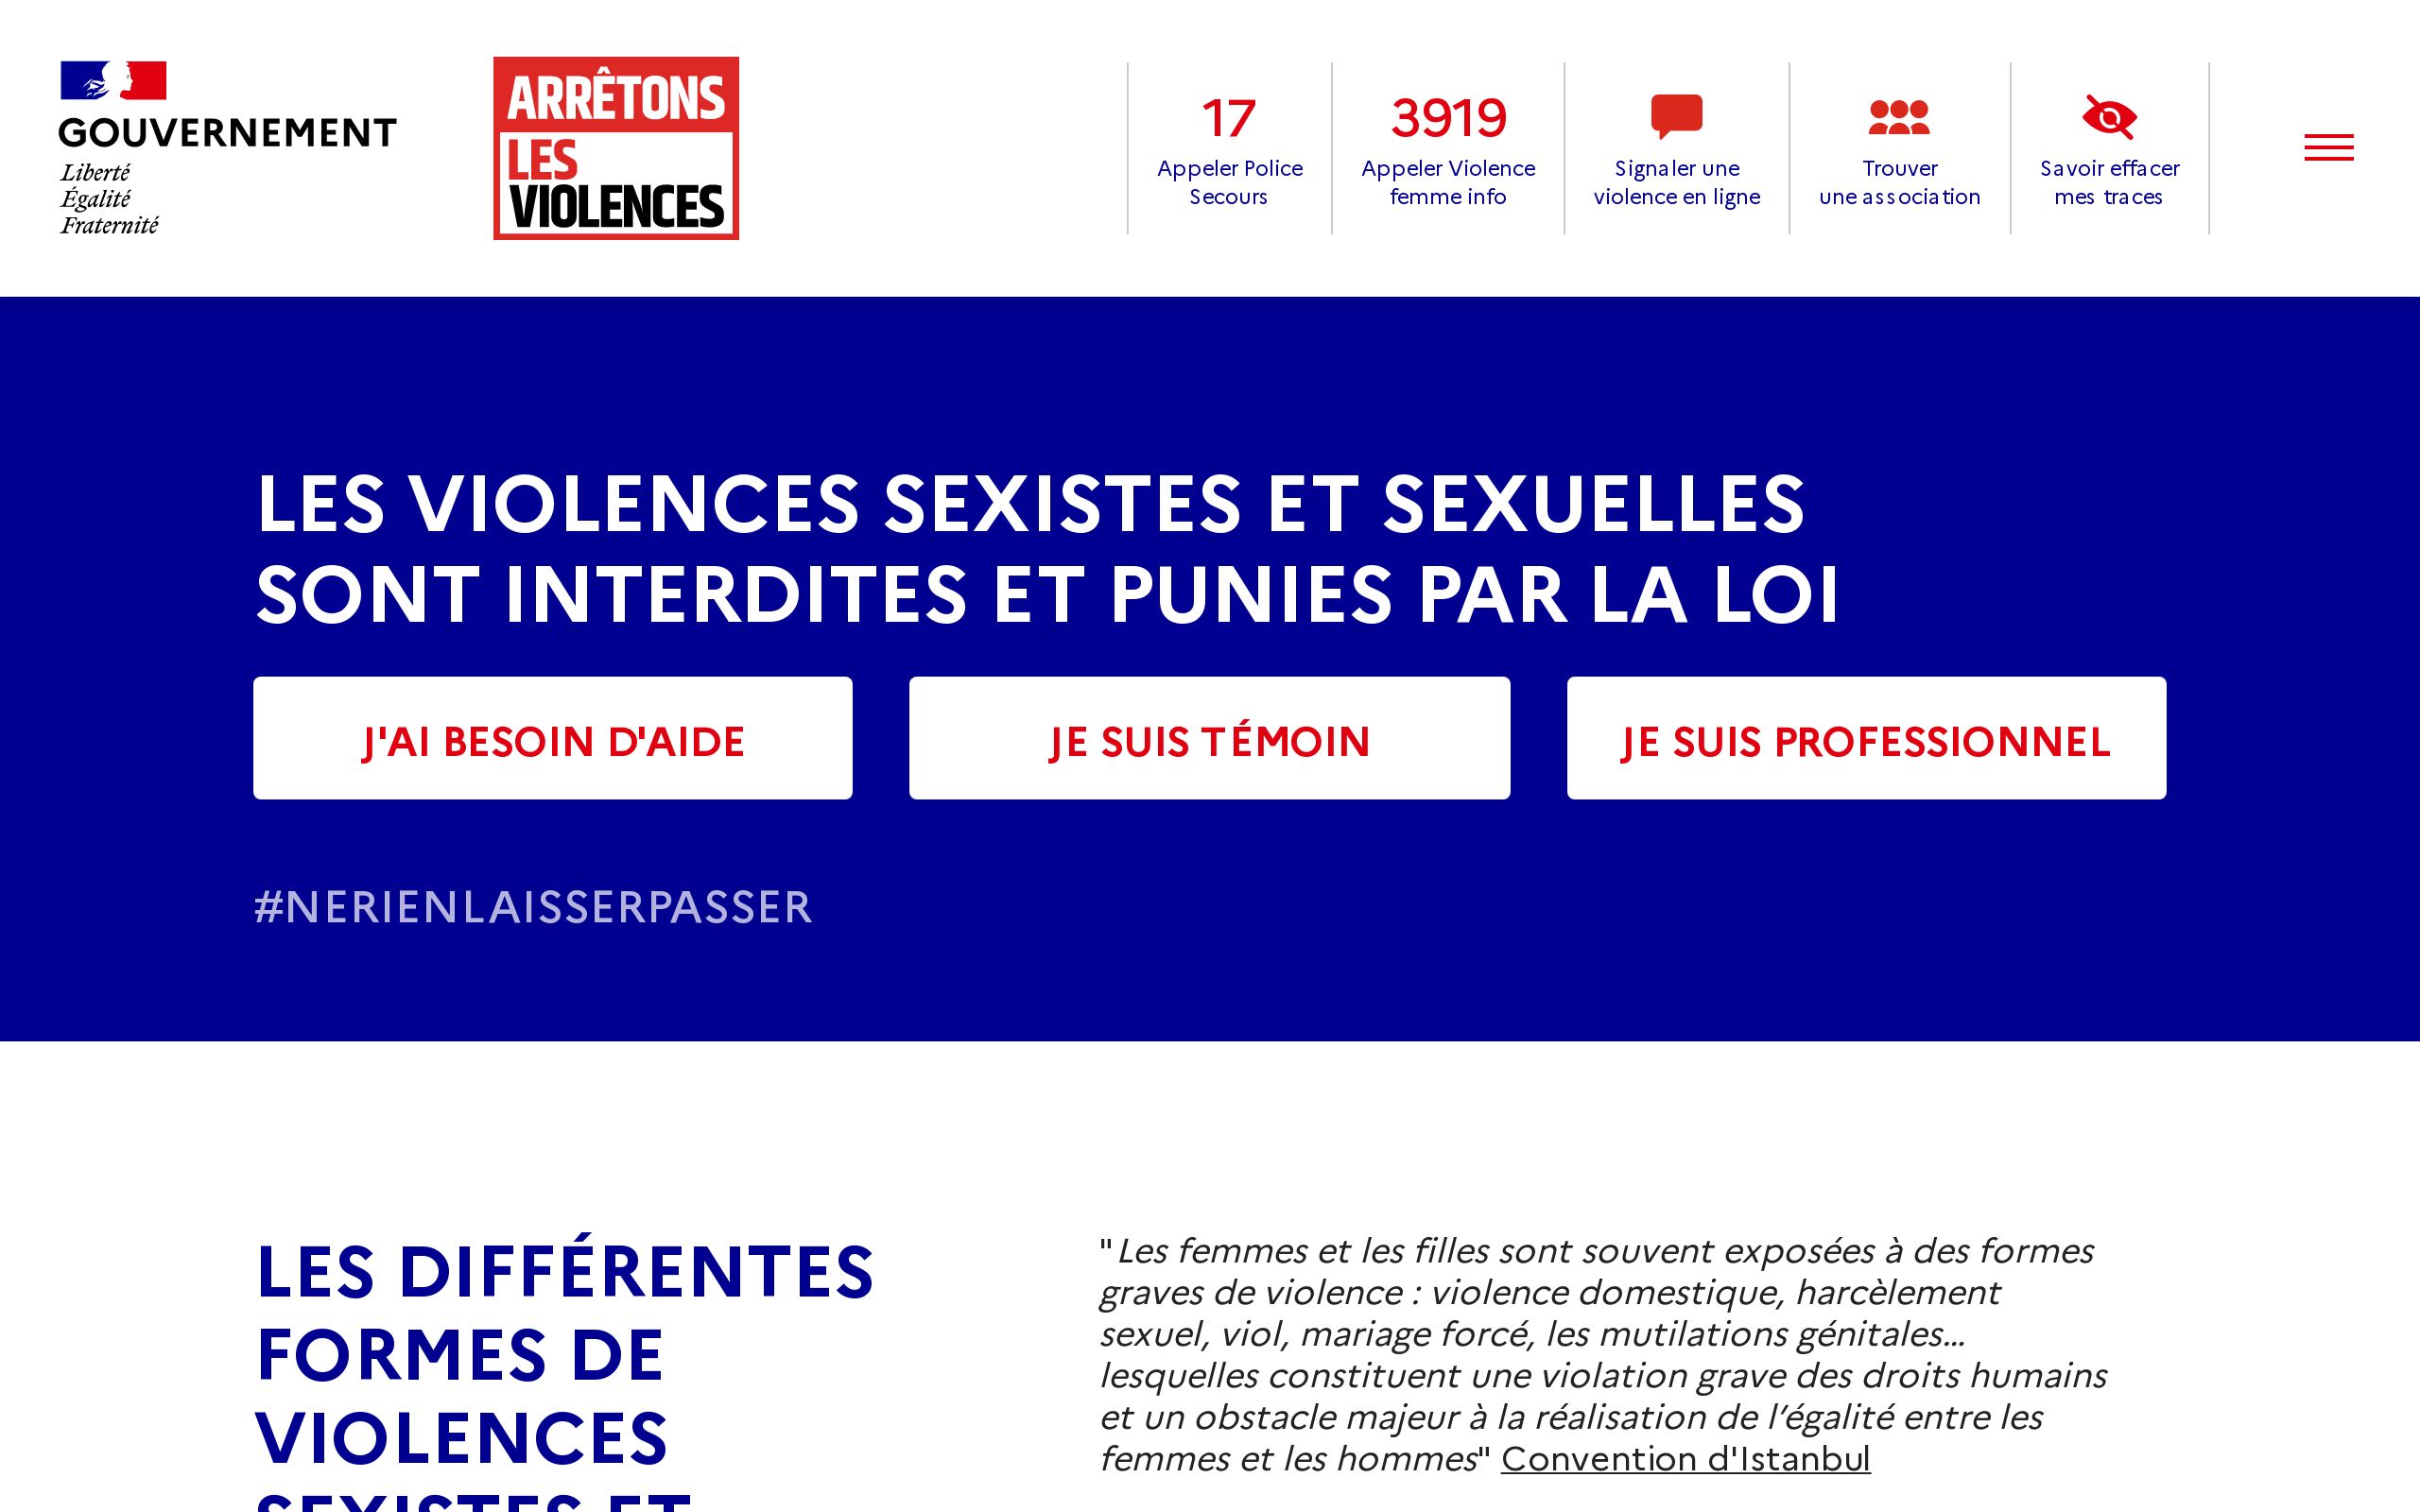 GOUVERNEMENT
Liberté
Égalité
Fraternité
ARRÊTONS
LES
VIOLENCES
17
Appeler Police
Secours
3919
Appeler Violence
femme info
Signaler une
violence en ligne
Trouver
une association
Savoir effacer
mes traces
LES VIOLENCES SEXISTES ET SEXUELLES
SONT INTERDITES ET PUNIES PAR LA LOI
J'AI BESOIN D'AIDE
JE SUIS TÉMOIN
JE SUIS PROFESSIONNEL
#NERIENLAISSERPASSER
LES DIFFÉRENTES
FORMES DE
VIOLENCES
SEXISTES ET
"Les femmes et les filles sont souvent exposées à des formes
graves de violence : violence domestique, harcèlement
sexuel, viol, mariage forcé, les mutilations génitales…
lesquelles constituent une violation grave des droits humains
et un obstacle majeur à la réalisation de l’égalité entre les
femmes et les hommes" Convention d'Istanbul